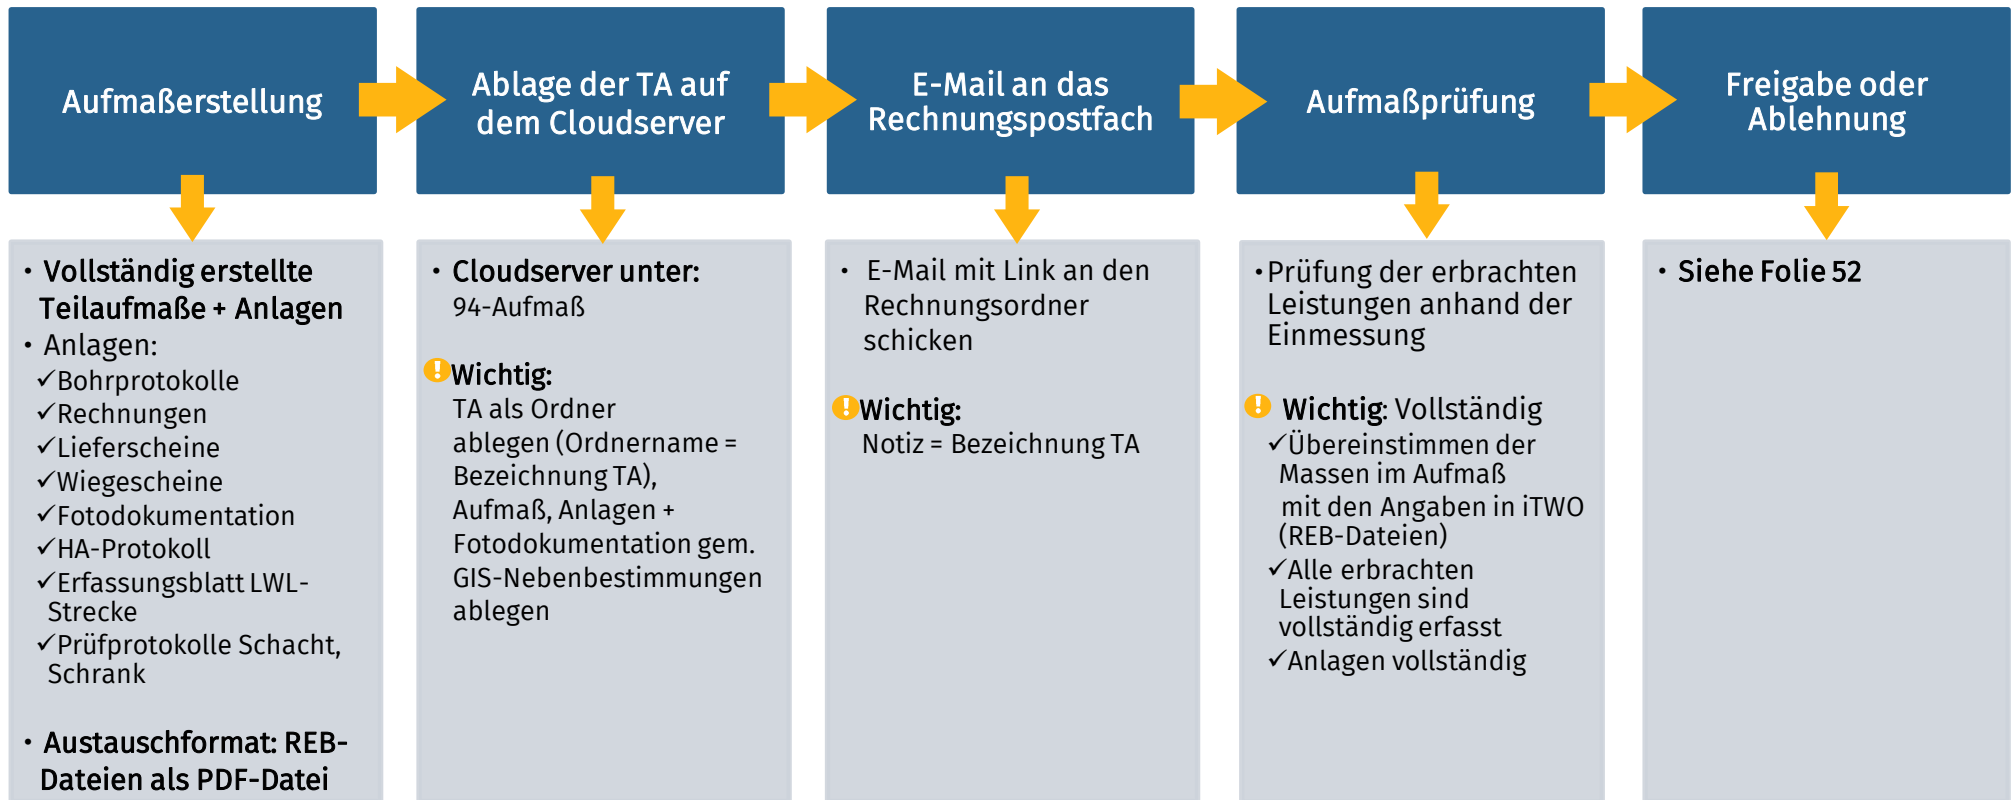 Aufmaßerstellung
Ablage der TA auf
dem Cloudserver
E-Mail an das
Rechnungspostfach
Aufmaßprüfung
Freigabe oder
Ablehnung
• Vollständig erstellte
Teilaufmaße + Anlagen
• Anlagen:
✓Bohrprotokolle
✓Rechnungen
✓Lieferscheine
✓Wiegescheine
✓Fotodokumentation
✓HA-Protokoll
✓Erfassungsblatt LWL-
Strecke
✓Prüfprotokolle Schacht,
Schrank
• Austauschformat: REB-
Dateien als PDF-Datei
• Cloudserver unter:
94-Aufmaß
! Wichtig:
TA als Ordner
ablegen (Ordnername =
Bezeichnung TA),
Aufmaß, Anlagen +
Fotodokumentation gem.
GIS-Nebenbestimmungen
ablegen
• E-Mail mit Link an den
Rechnungsordner
schicken
! Wichtig:
Notiz = Bezeichnung TA
• Prüfung der erbrachten
Leistungen anhand der
Einmessung
! Wichtig: Vollständig
✓Übereinstimmen der
Massen im Aufmaß
mit den Angaben in iTWO
(REB-Dateien)
✓Alle erbrachten
Leistungen sind
vollständig erfasst
✓Anlagen vollständig
• Siehe Folie 52